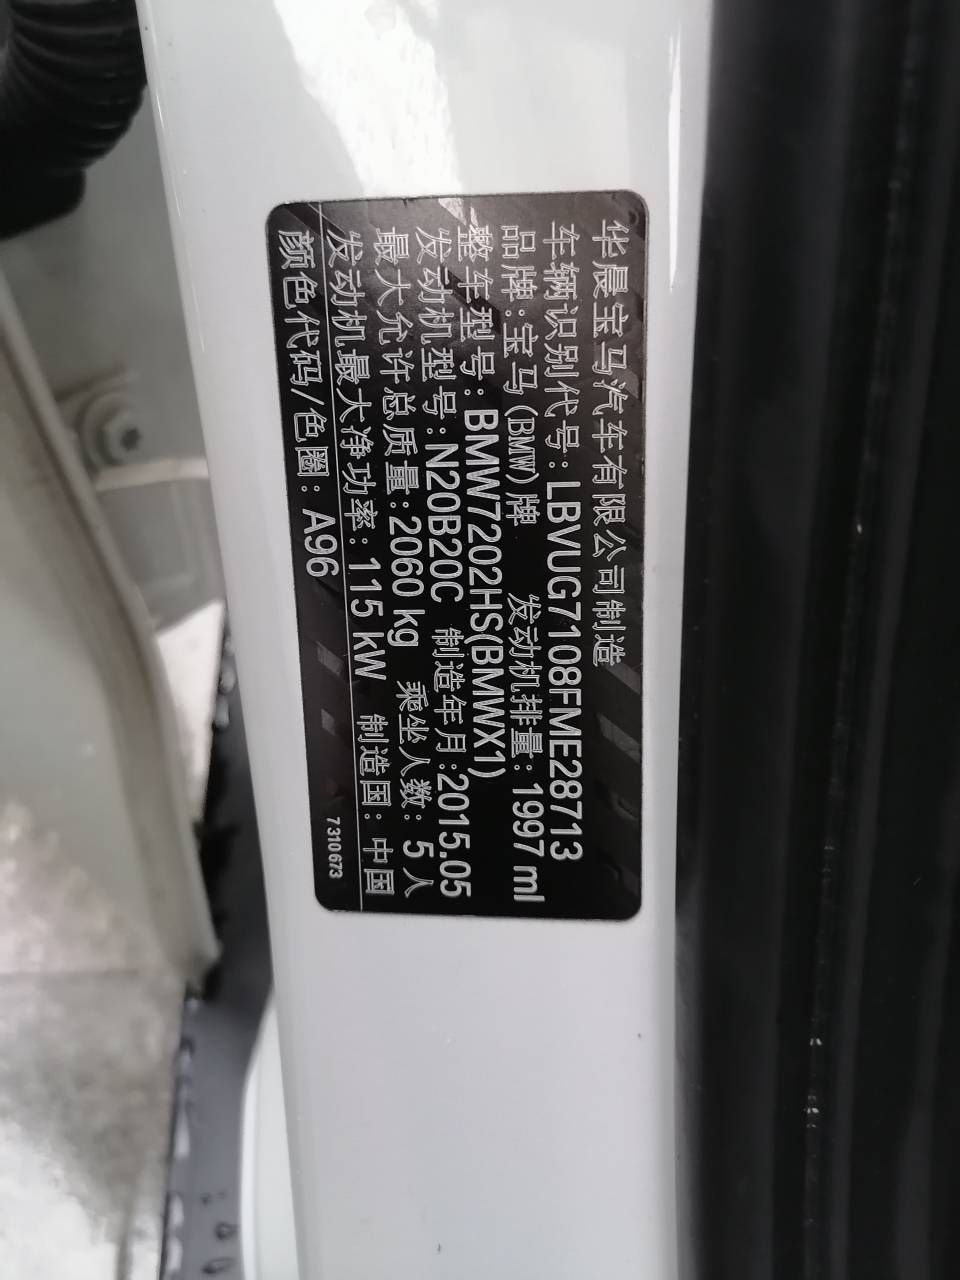 华晨宝马汽车有限公司制造
车辆识别代号:LBVUG7108FME28713
品牌:宝马(BMW)牌 发动机排量:1997 ml
整车型号:BMW7202HS(BMWX1)
发动机型号:N20B20C 制造年月:2015.05
最大允许总质量:2060 kg 乘坐人数:5人
发动机最大净功率:115 kW 制造国:中国
颜色代码/色圈:A96 7 310 673